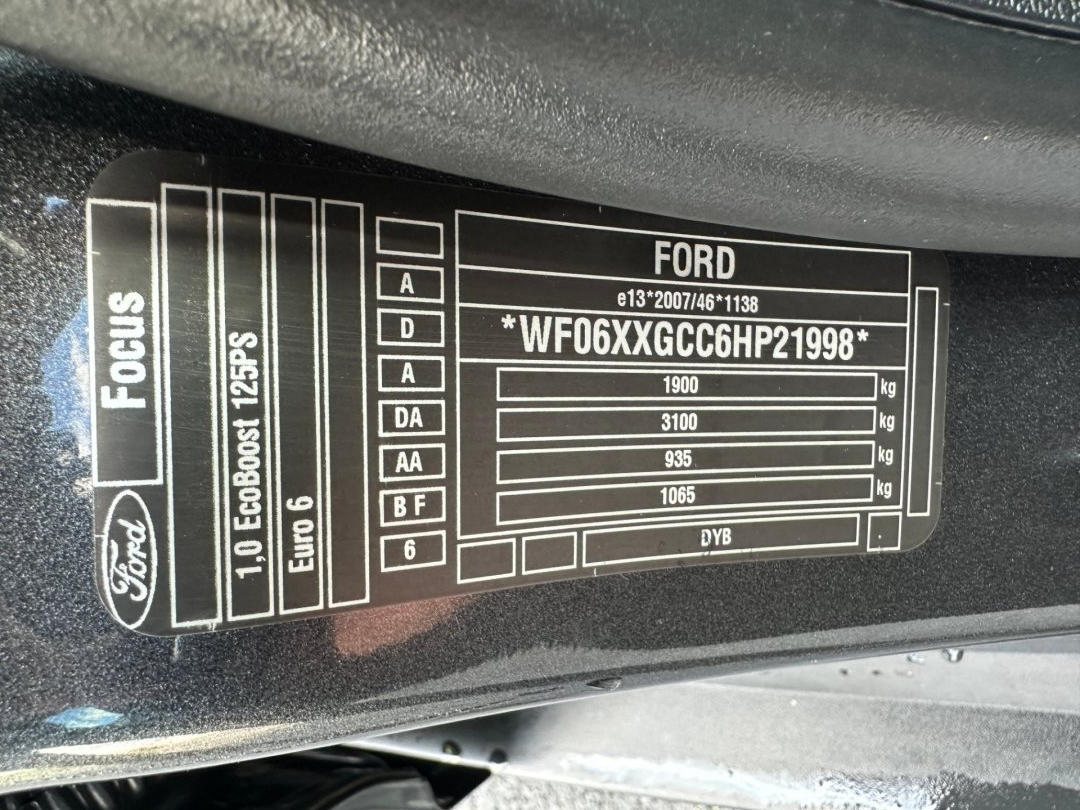 Ford
Focus
1,0 EcoBoost 125PS
Euro 6
A
D
A
DA
AA
B F
6
FORD
e13*2007/46*1138
*WF06XXGCC6HP21998*
1900 kg
3100 kg
935 kg
1065 kg
DYB